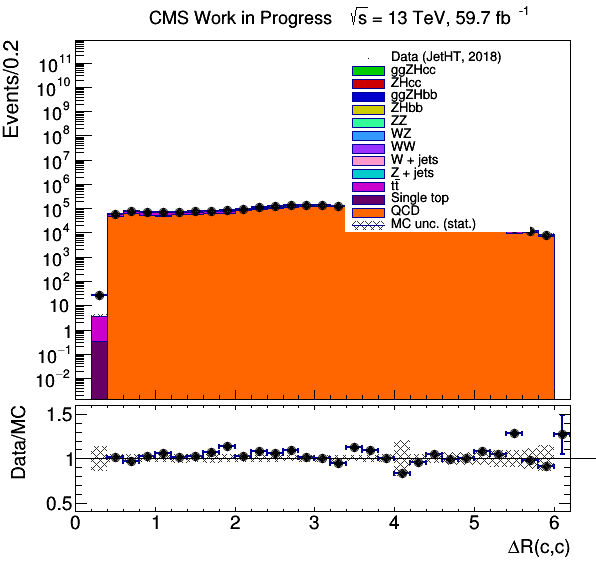 CMS Work in Progress √s = 13 TeV, 59.7 fb⁻¹
Events/0.2
10¹¹
10¹⁰
10⁹
10⁸
10⁷
10⁶
10⁵
10⁴
10³
10²
10
1
10⁻¹
10⁻²
Data (JetHT, 2018)
ggZHcc
ZHcc
ggZHbb
ZHbb
ZZ
WZ
WW
W + jets
Z + jets
tt̄
Single top
QCD
MC unc. (stat.)
Data/MC
1.5
1
0.5
0 1 2 3 4 5 6
ΔR(c,c)